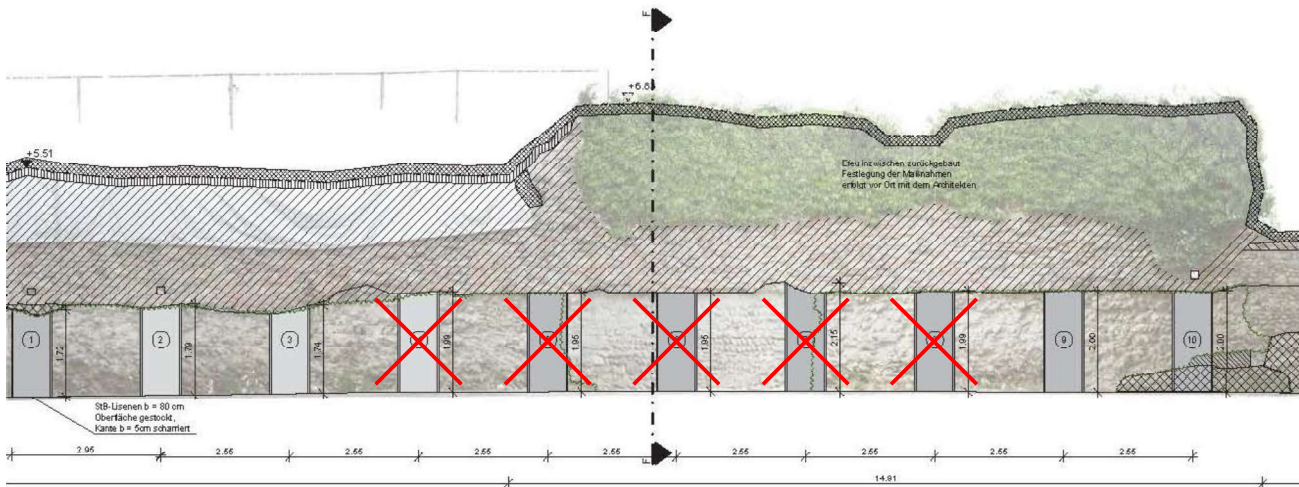 F
+6.8
+5.51
Efeu inzwischen zurückgebaut
Festlegung der Maßnahmen
erfolgt vor Ort mit dem Architekten
1 1.72 2 1.79 3 1.74 1.99 1.95 1.95 2.15 1.99 9 2.00 10
StB-Lisenen b = 80 cm
Oberfläche gestockt,
Kante b = 5cm scharriert
2.95 2.55 2.55 2.55 2.55 2.55 2.55 2.55 2.55
F
14.91